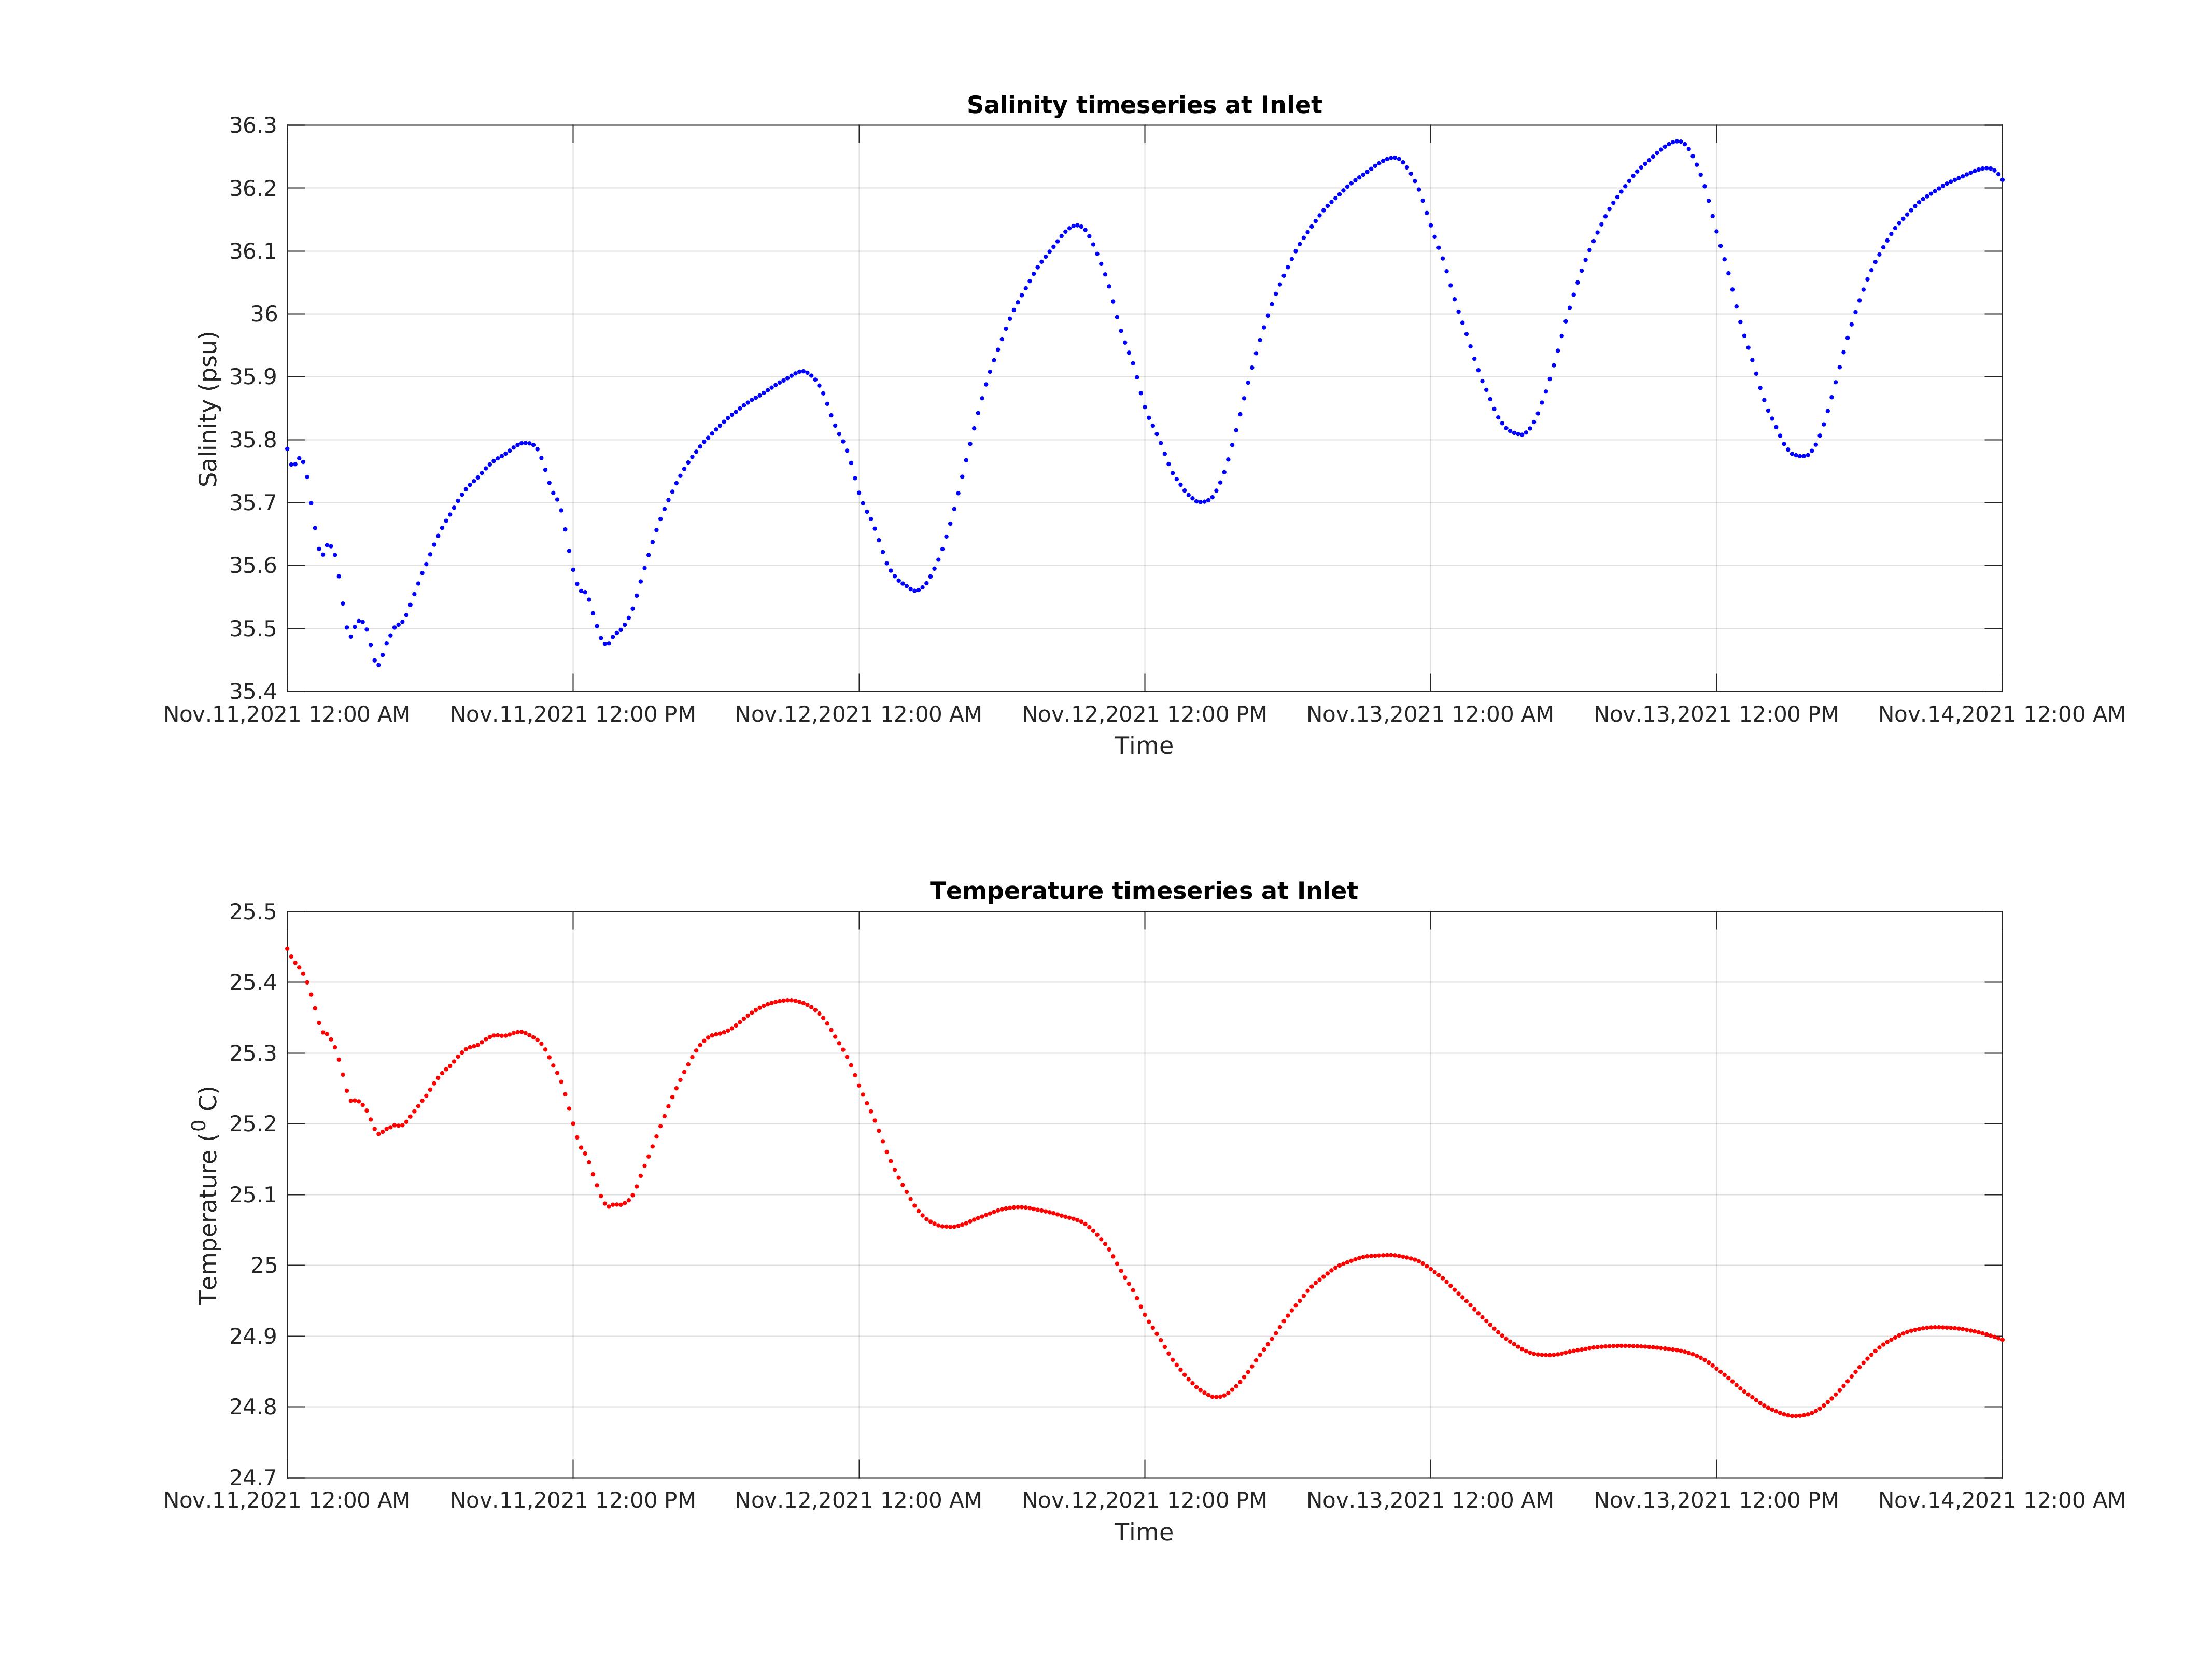 Salinity timeseries at Inlet
36.3
36.2
36.1
36
35.9
35.8
35.7
35.6
35.5
35.4
Salinity (psu)
Nov.11,2021 12:00 AM Nov.11,2021 12:00 PM Nov.12,2021 12:00 AM Nov.12,2021 12:00 PM Nov.13,2021 12:00 AM Nov.13,2021 12:00 PM Nov.14,2021 12:00 AM
Time
Temperature timeseries at Inlet
25.5
25.4
25.3
25.2
25.1
25
24.9
24.8
24.7
Temperature (⁰ C)
Nov.11,2021 12:00 AM Nov.11,2021 12:00 PM Nov.12,2021 12:00 AM Nov.12,2021 12:00 PM Nov.13,2021 12:00 AM Nov.13,2021 12:00 PM Nov.14,2021 12:00 AM
Time